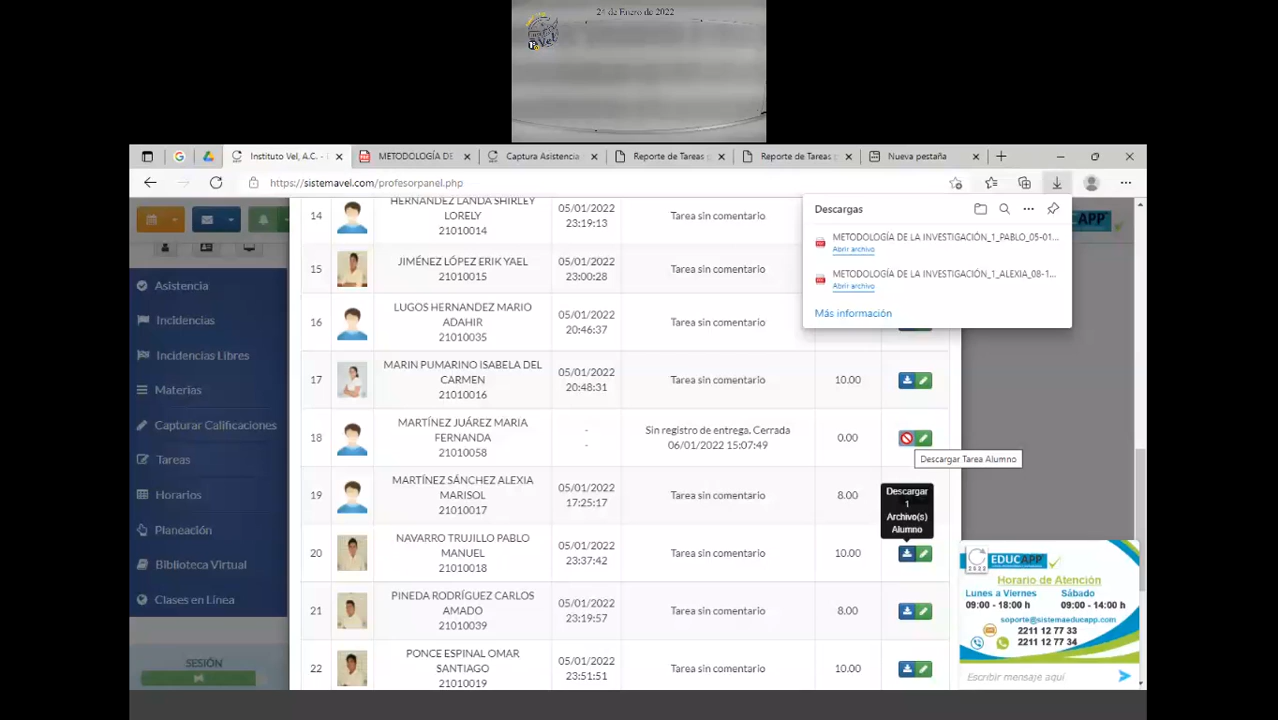 24 de Enero de 2022
Vel
Instituto Vel, A.C. -
METODOLOGÍA DE
Captura Asistencia
Reporte de Tareas
Reporte de Tareas
Nueva pestaña
https://sistemavel.com/profesorpanel.php
Descargas
METODOLOGÍA DE LA INVESTIGACIÓN_1_PABLO_05-01...
Abrir archivo
METODOLOGÍA DE LA INVESTIGACIÓN_1_ALEXIA_08-1...
Abrir archivo
Más información
APP
Asistencia
Incidencias
Incidencias Libres
Materias
Capturar Calificaciones
Tareas
Horarios
Planeación
Biblioteca Virtual
Clases en Línea
SESIÓN
14 HERNANDEZ LANDA SHIRLEY LORELY 21010014 05/01/2022 23:19:13 Tarea sin comentario
15 JIMÉNEZ LÓPEZ ERIK YAEL 21010015 05/01/2022 23:00:28 Tarea sin comentario
16 LUGOS HERNANDEZ MARIO ADAHIR 21010035 05/01/2022 20:46:37 Tarea sin comentario
17 MARIN PUMARINO ISABELA DEL CARMEN 21010016 05/01/2022 20:48:31 Tarea sin comentario 10.00
18 MARTÍNEZ JUÁREZ MARIA FERNANDA 21010058 - - Sin registro de entrega. Cerrada 06/01/2022 15:07:49 0.00
Descargar Tarea Alumno
19 MARTÍNEZ SÁNCHEZ ALEXIA MARISOL 21010017 05/01/2022 17:25:17 Tarea sin comentario 8.00
Descargar
1
Archivo(s)
Alumno
20 NAVARRO TRUJILLO PABLO MANUEL 21010018 05/01/2022 23:37:42 Tarea sin comentario 10.00
21 PINEDA RODRÍGUEZ CARLOS AMADO 21010039 05/01/2022 23:19:57 Tarea sin comentario 8.00
22 PONCE ESPINAL OMAR SANTIAGO 21010019 05/01/2022 23:51:51 Tarea sin comentario 10.00
2022
EDUCAPP
Horario de Atención
Lunes a Viernes Sábado
09:00 - 18:00 h 09:00 - 14:00 h
soporte@sistemaeducapp.com
2211 12 77 33
2211 12 77 34
Escribir mensaje aquí